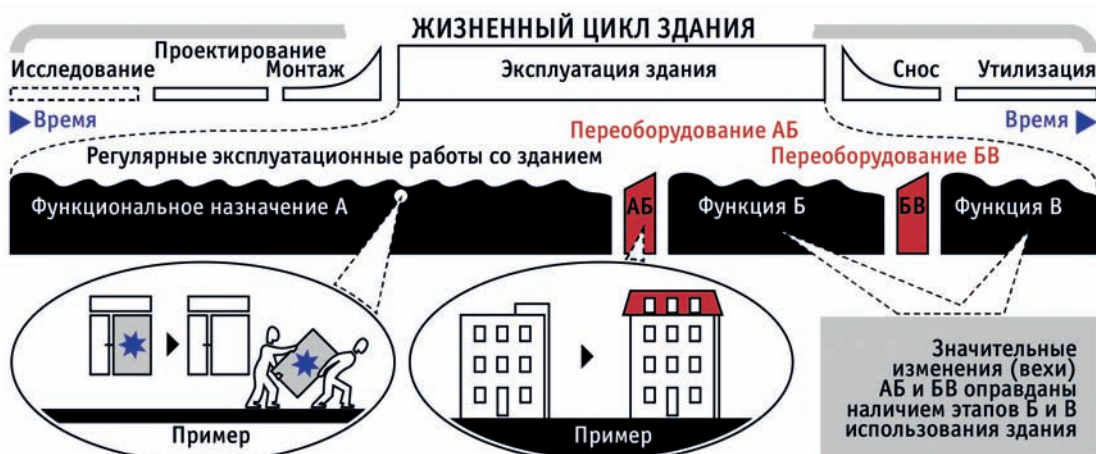 ЖИЗНЕННЫЙ ЦИКЛ ЗДАНИЯ
Исследование
Проектирование
Монтаж
Эксплуатация здания
Снос
Утилизация
Время
Время
Переоборудование АБ
Регулярные эксплуатационные работы со зданием
Переоборудование БВ
Функциональное назначение А
АБ
Функция Б
БВ
Функция В
Пример
Пример
Значительные
изменения (вехи)
АБ и БВ оправданы
наличием этапов Б и В
использования здания